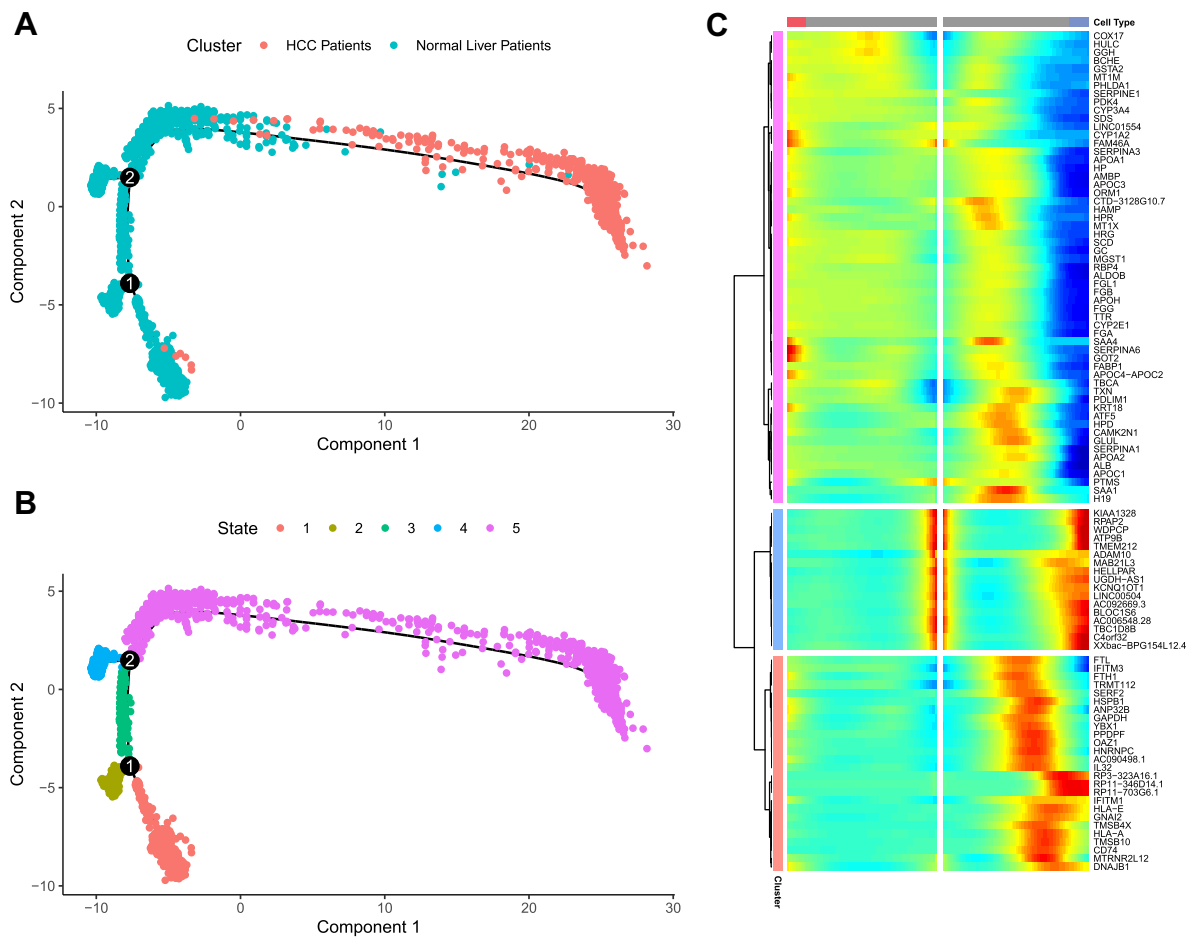 A
Cluster HCC Patients Normal Liver Patients
5
0
−5
−10
−10 0 10 20 30
Component 1
Component 2
2
1
B
State 1 2 3 4 5
5
0
−5
−10
−10 0 10 20 30
Component 1
Component 2
2
1
C
Cell Type
COX17
HULC
GGH
BCHE
GSTA2
MT1M
PHLDA1
SERPINE1
PDK4
CYP3A4
SDS
LINC01554
CYP1A2
FAM46A
SERPINA3
APOA1
HP
AMBP
APOC3
ORM1
CTD−3128G10.7
HAMP
HPR
MT1X
HRG
SCD
GC
MGST1
RBP4
ALDOB
FGL1
FGB
APOH
FGG
TTR
CYP2E1
FGA
SAA4
SERPINA6
GOT2
FABP1
APOC4−APOC2
TBCA
TXN
PDLIM1
KRT18
ATF5
HPD
CAMK2N1
GLUL
SERPINA1
APOA2
ALB
APOC1
PTMS
SAA1
H19
KIAA1328
RPAP2
WDPCP
ATP9B
TMEM212
ADAM10
MAB21L3
HELLPAR
UGDH−AS1
KCNQ1OT1
LINC00504
AC092669.3
BLOC1S6
AC006548.28
TBC1D8B
C4orf32
XXbac−BPG154L12.4
FTL
IFITM3
FTH1
TRMT112
SERF2
HSPB1
ANP32B
GAPDH
YBX1
PPDPF
OAZ1
HNRNPC
AC090498.1
IL32
RP3−323A16.1
RP11−346D14.1
RP11−703G6.1
IFITM1
HLA−E
GNAI2
TMSB4X
HLA−A
TMSB10
CD74
MTRNR2L12
DNAJB1
Cluster